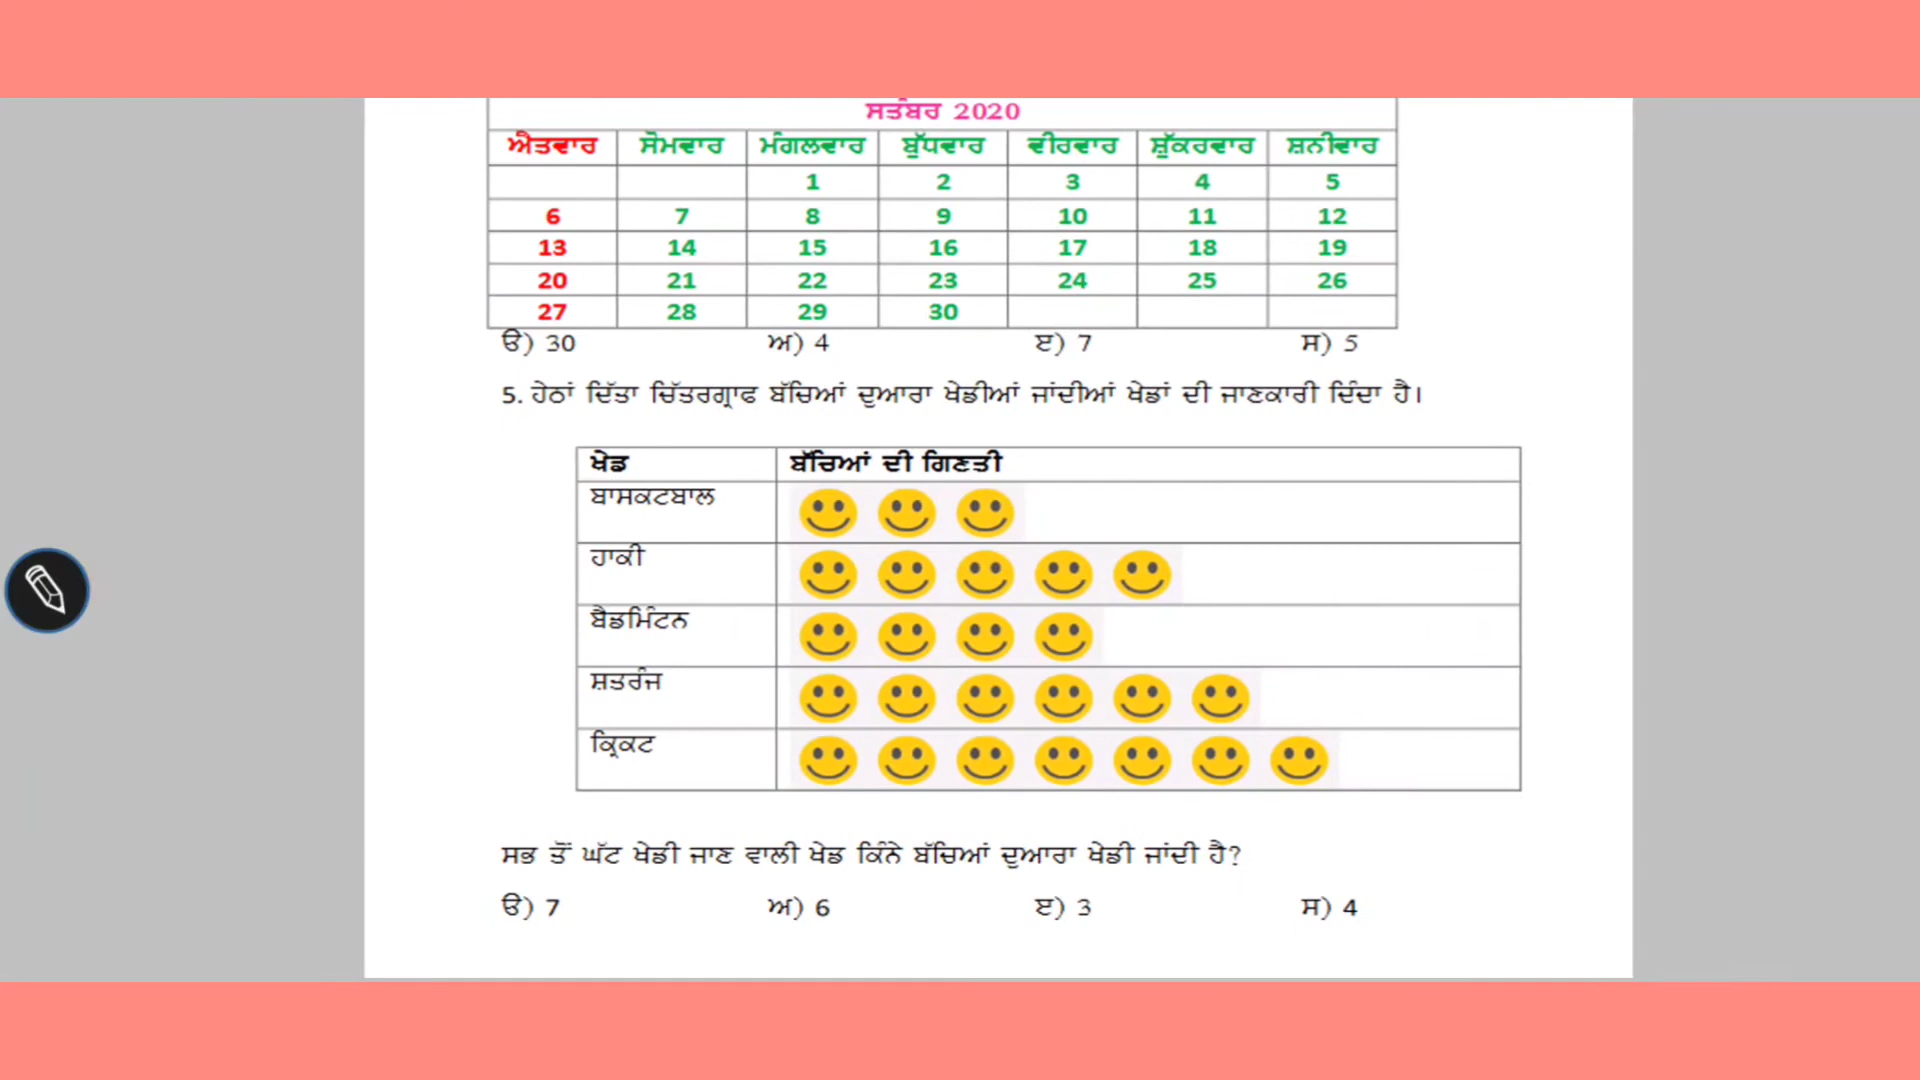 ਸਤੰਬਰ 2020
ਐਤਵਾਰ ਸੋਮਵਾਰ ਮੰਗਲਵਾਰ ਬੁੱਧਵਾਰ ਵੀਰਵਾਰ ਸ਼ੁੱਕਰਵਾਰ ਸ਼ਨੀਵਾਰ
1 2 3 4 5
6 7 8 9 10 11 12
13 14 15 16 17 18 19
20 21 22 23 24 25 26
27 28 29 30
ੳ) 30 ਅ) 4 ੲ) 7 ਸ) 5
5. ਹੇਠਾਂ ਦਿੱਤਾ ਚਿੱਤਰਗ੍ਰਾਫ ਬੱਚਿਆਂ ਦੁਆਰਾ ਖੇਡੀਆਂ ਜਾਂਦੀਆਂ ਖੇਡਾਂ ਦੀ ਜਾਣਕਾਰੀ ਦਿੰਦਾ ਹੈ।
ਖੇਡ ਬੱਚਿਆਂ ਦੀ ਗਿਣਤੀ
ਬਾਸਕਟਬਾਲ
ਹਾਕੀ
ਬੈਡਮਿੰਟਨ
ਸ਼ਤਰੰਜ
ਕ੍ਰਿਕਟ
ਸਭ ਤੋਂ ਘੱਟ ਖੇਡੀ ਜਾਣ ਵਾਲੀ ਖੇਡ ਕਿੰਨੇ ਬੱਚਿਆਂ ਦੁਆਰਾ ਖੇਡੀ ਜਾਂਦੀ ਹੈ?
ੳ) 7 ਅ) 6 ੲ) 3 ਸ) 4